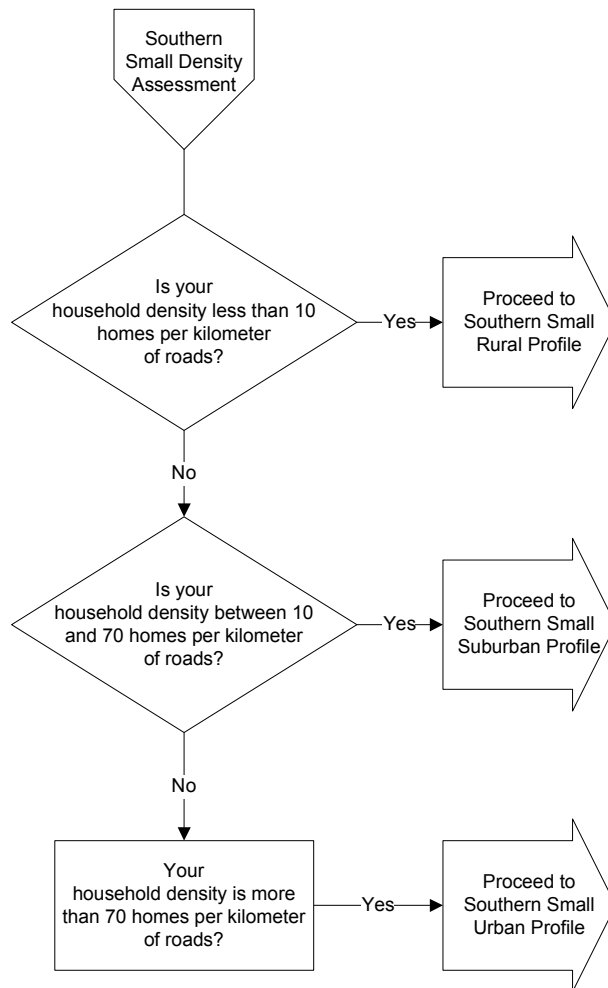 Southern
Small Density
Assessment
Is your
household density less than 10
homes per kilometer
of roads?
Yes
Proceed to
Southern Small
Rural Profile
No
Is your
household density between 10
and 70 homes per kilometer
of roads?
Yes
Proceed to
Southern Small
Suburban Profile
No
Your
household density is more
than 70 homes per kilometer
of roads?
Yes
Proceed to
Southern Small
Urban Profile